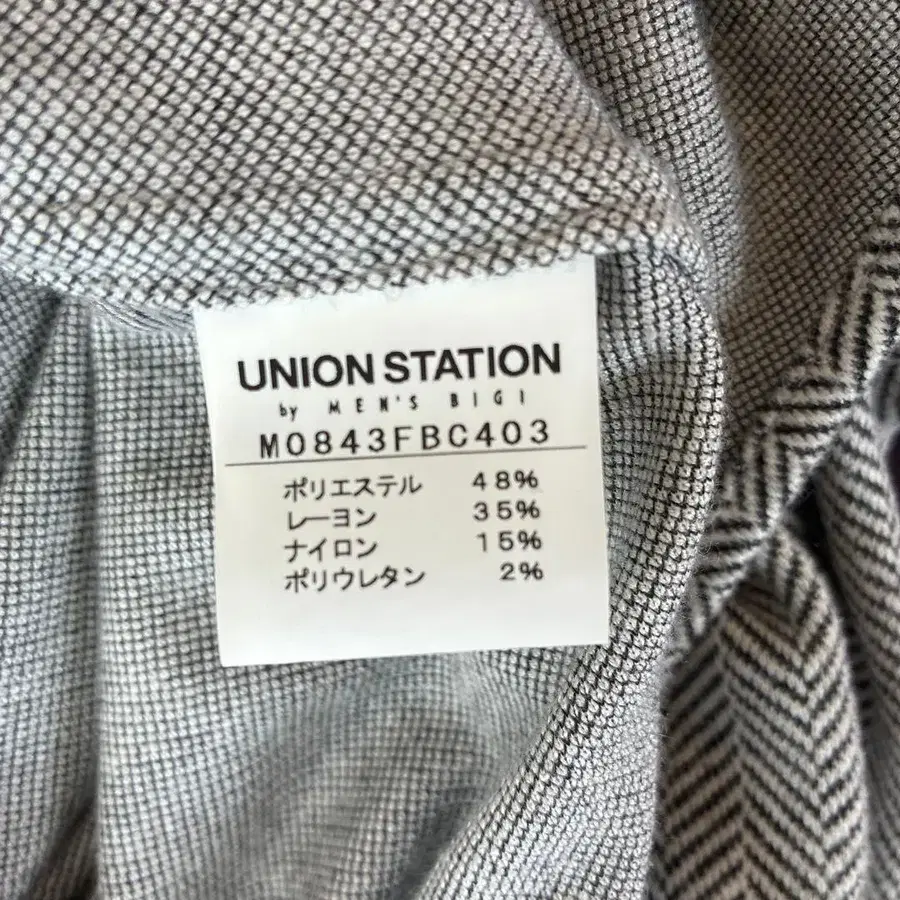 UNION STATION
by MEN'S BIGI
M0843FBC403
ポリエステル 48%
レーヨン 35%
ナイロン 15%
ポリウレタン 2%